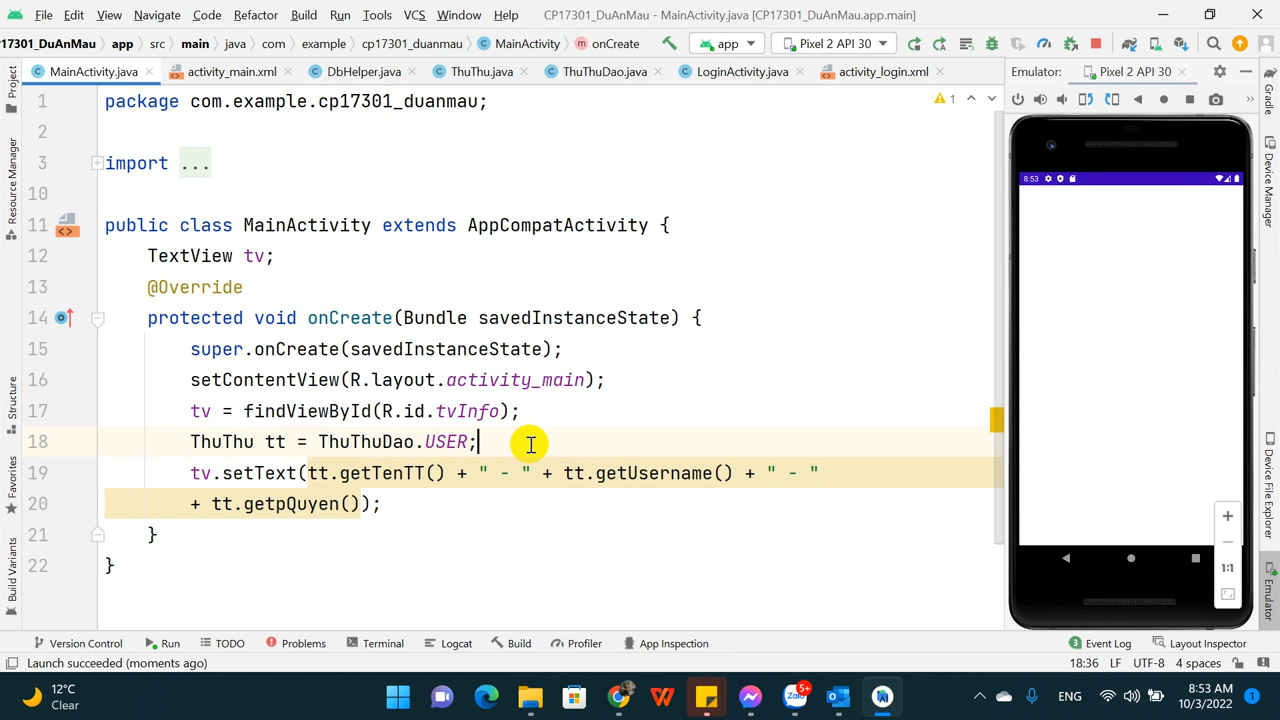 File Edit View Navigate Code Refactor Build Run Tools VCS Window Help CP17301_DuAnMau - MainActivity.java [CP17301_DuAnMau.app.main]
17301_DuAnMau app src main java com example cp17301_duanmau MainActivity onCreate app Pixel 2 API 30
MainActivity.java activity_main.xml DbHelper.java ThuThu.java ThuThuDao.java LoginActivity.java activity_login.xml Emulator: Pixel 2 API 30
1 package com.example.cp17301_duanmau; 1
2
3 import ...
10
11 public class MainActivity extends AppCompatActivity {
12 TextView tv;
13 @Override
14 protected void onCreate(Bundle savedInstanceState) {
15 super.onCreate(savedInstanceState);
16 setContentView(R.layout.activity_main);
17 tv = findViewById(R.id.tvInfo);
18 ThuThu tt = ThuThuDao.USER;
19 tv.setText(tt.getTenTT() + " - " + tt.getUsername() + " - "
20 + tt.getpQuyen());
21 }
22 }
Project
Resource Manager
Structure
Favorites
Build Variants
8:53
1:1
Gradle
Device Manager
Device File Explorer
Emulator
Version Control Run TODO Problems Terminal Logcat Build Profiler App Inspection 3 Event Log Layout Inspector
Launch succeeded (moments ago) 18:36 LF UTF-8 4 spaces
12°C
Clear
Zalo 5+
ENG
8:53 AM
10/3/2022
1